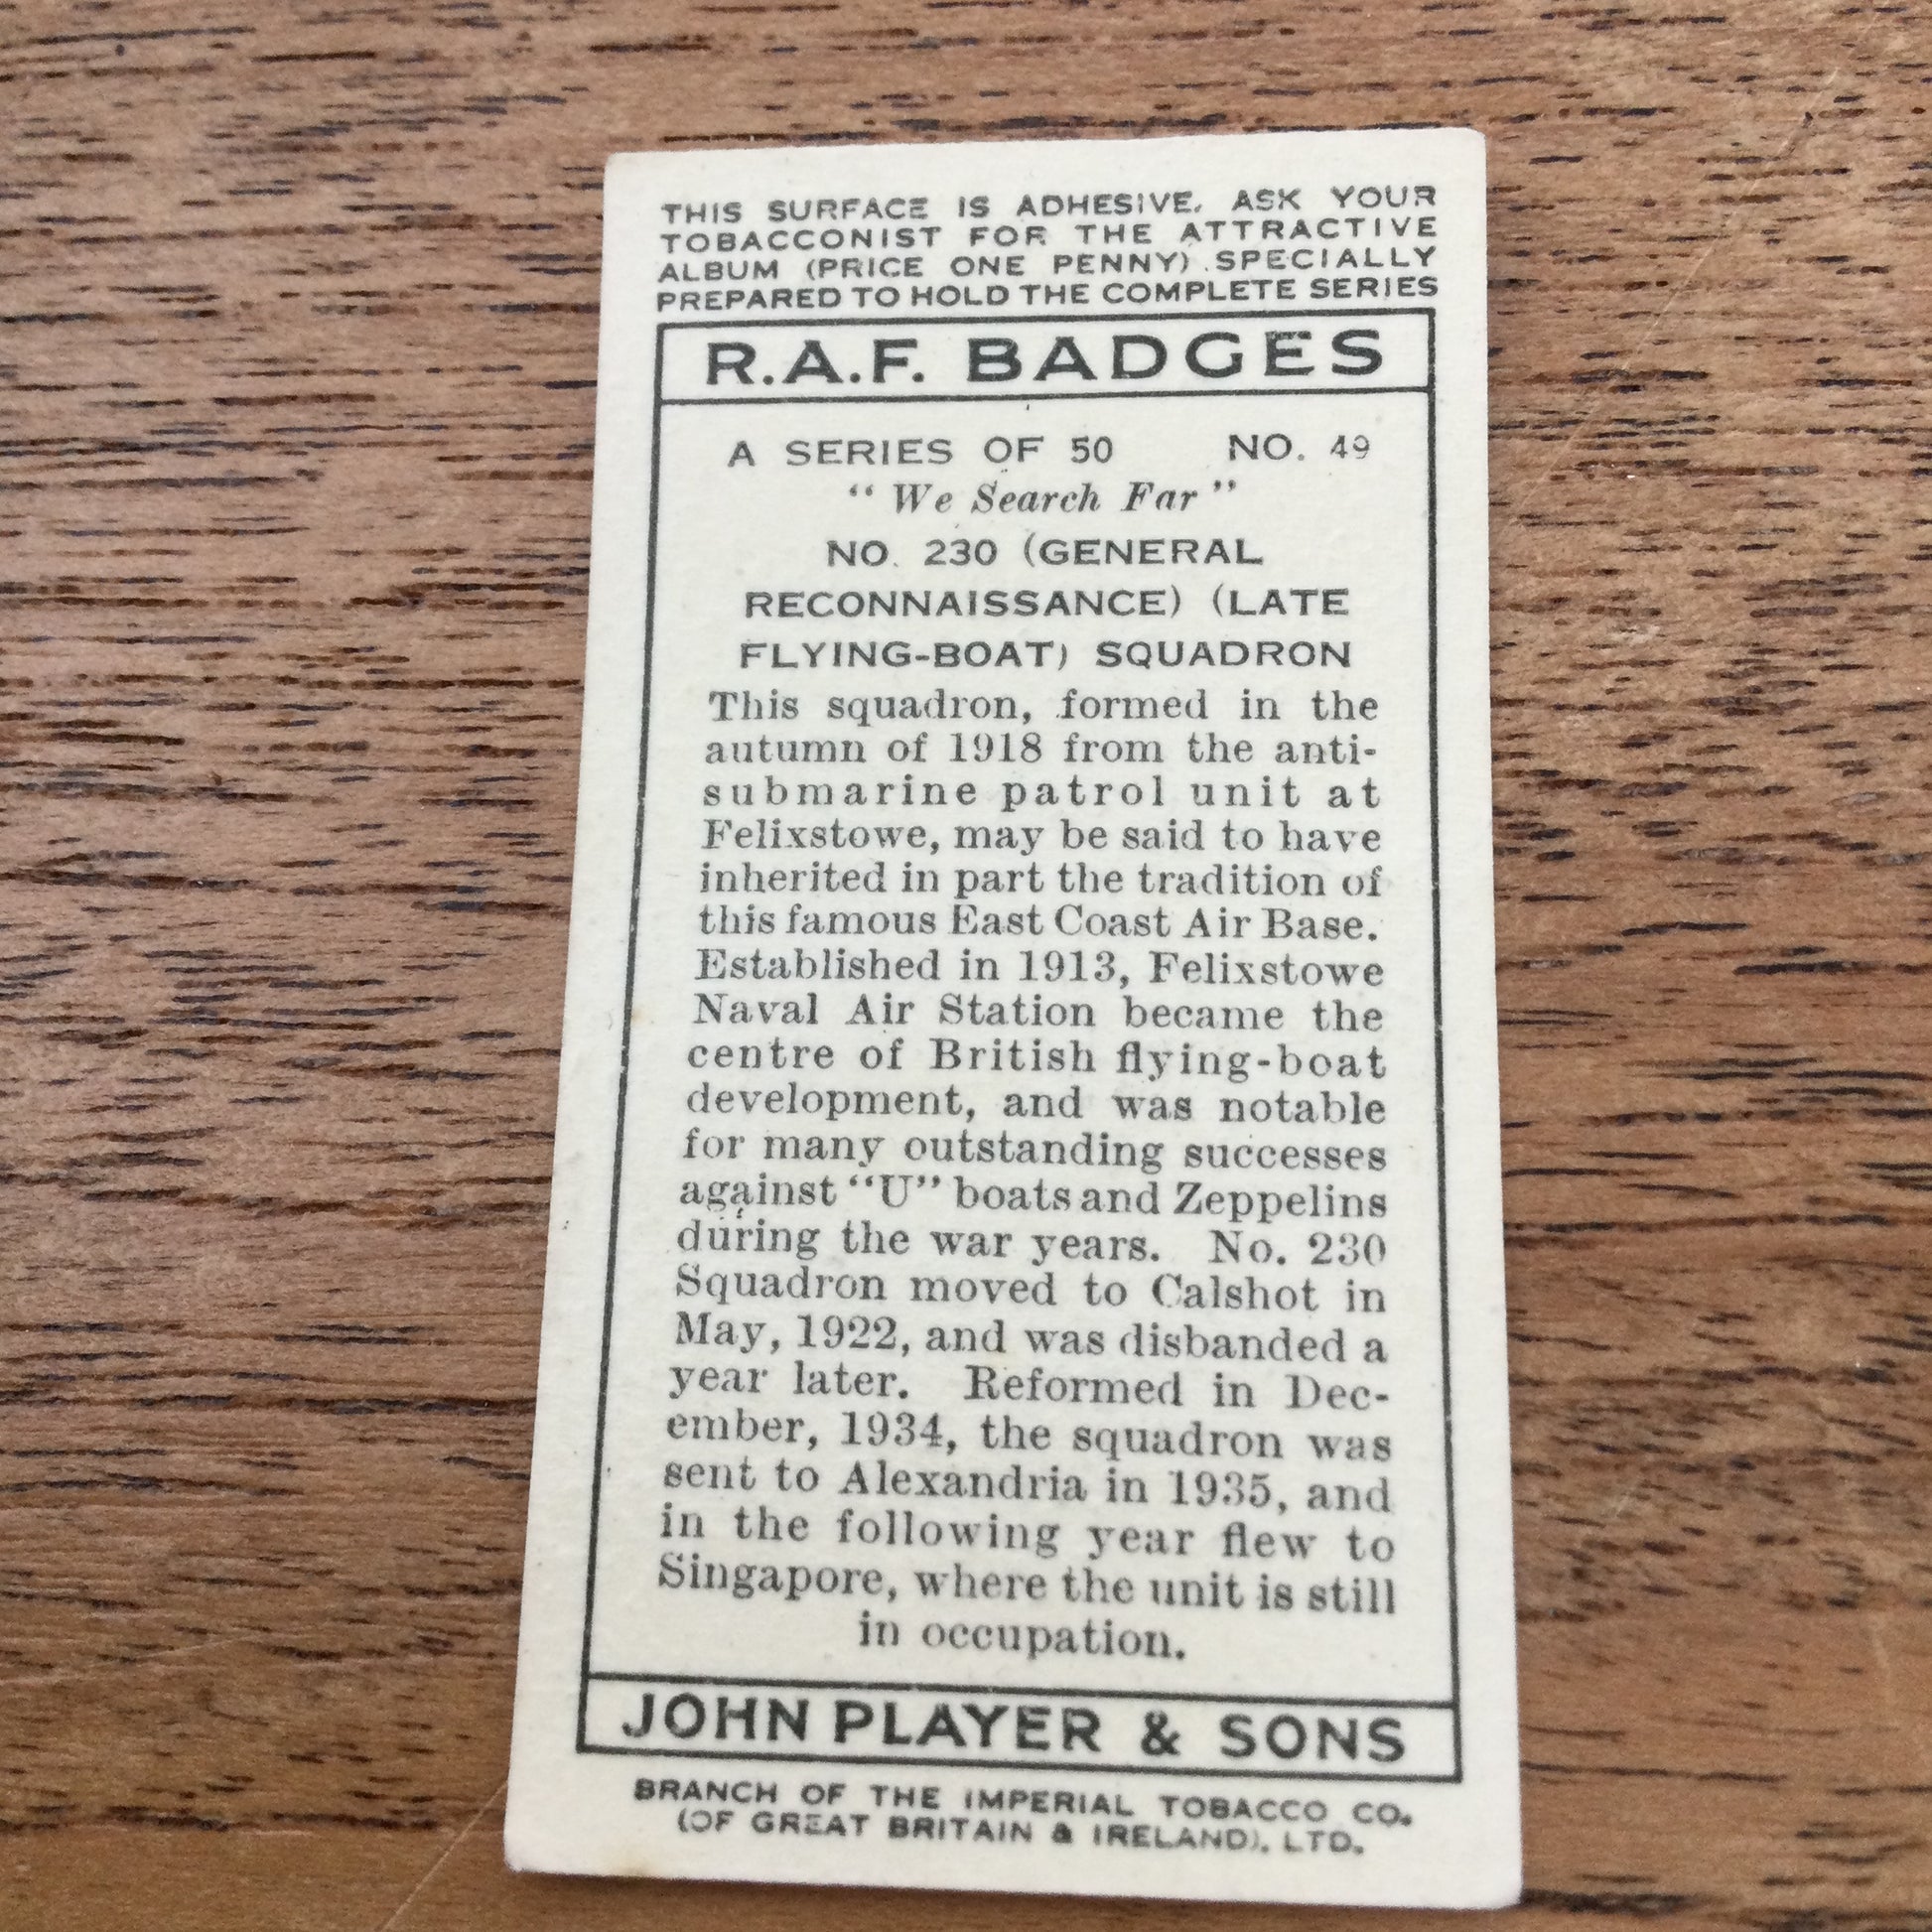 THIS SURFACE IS ADHESIVE. ASK YOUR
TOBACCONIST FOR THE ATTRACTIVE
ALBUM (PRICE ONE PENNY) SPECIALLY
PREPARED TO HOLD THE COMPLETE SERIES
R.A.F. BADGES
A SERIES OF 50 NO. 49
“ We Search Far ”
NO. 230 (GENERAL
RECONNAISSANCE) (LATE
FLYING-BOAT) SQUADRON
This squadron, formed in the
autumn of 1918 from the anti-
submarine patrol unit at
Felixstowe, may be said to have
inherited in part the tradition of
this famous East Coast Air Base.
Established in 1913, Felixstowe
Naval Air Station became the
centre of British flying-boat
development, and was notable
for many outstanding successes
against “U” boats and Zeppelins
during the war years. No. 230
Squadron moved to Calshot in
May, 1922, and was disbanded a
year later. Reformed in Dec-
ember, 1934, the squadron was
sent to Alexandria in 1935, and
in the following year flew to
Singapore, where the unit is still
in occupation.
JOHN PLAYER & SONS
BRANCH OF THE IMPERIAL TOBACCO CO.
(OF GREAT BRITAIN & IRELAND), LTD.